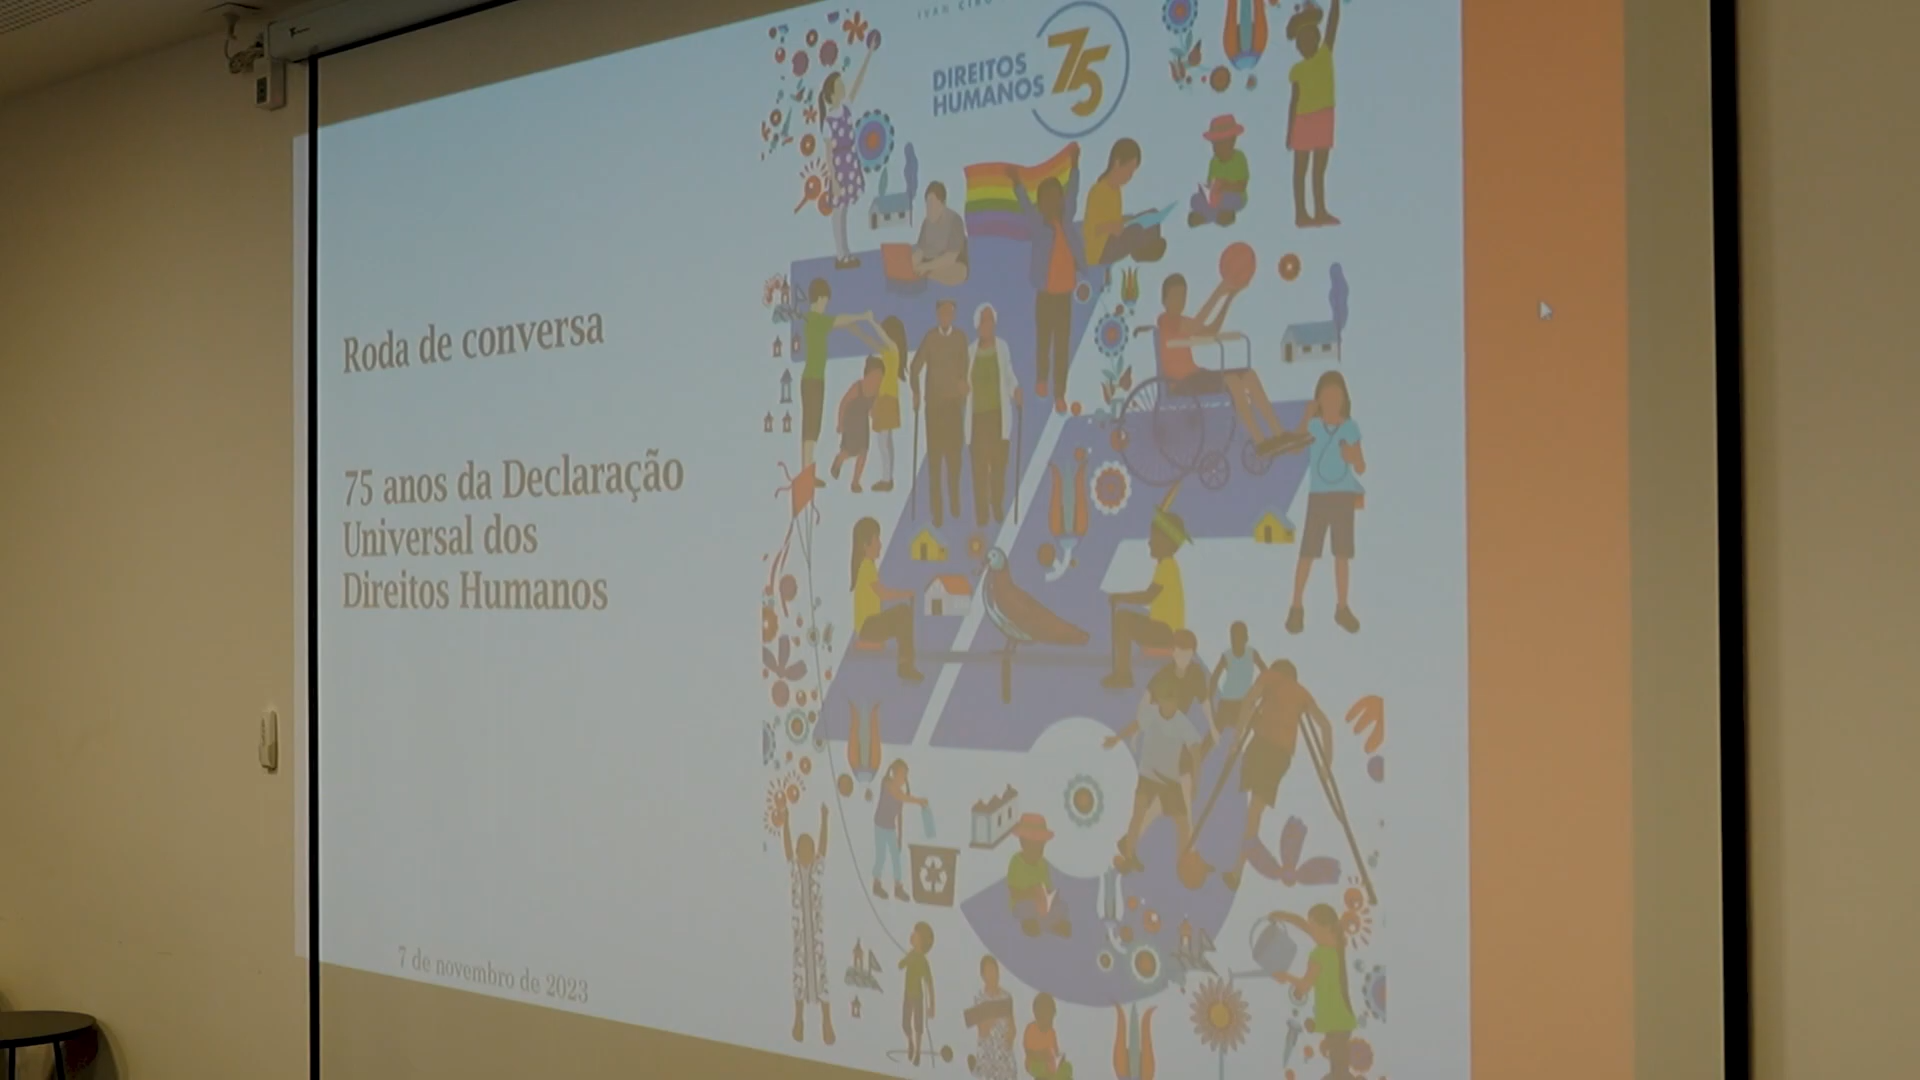 DIREITOS
HUMANOS 75
Roda de conversa
75 anos da Declaração
Universal dos
Direitos Humanos
7 de novembro de 2023